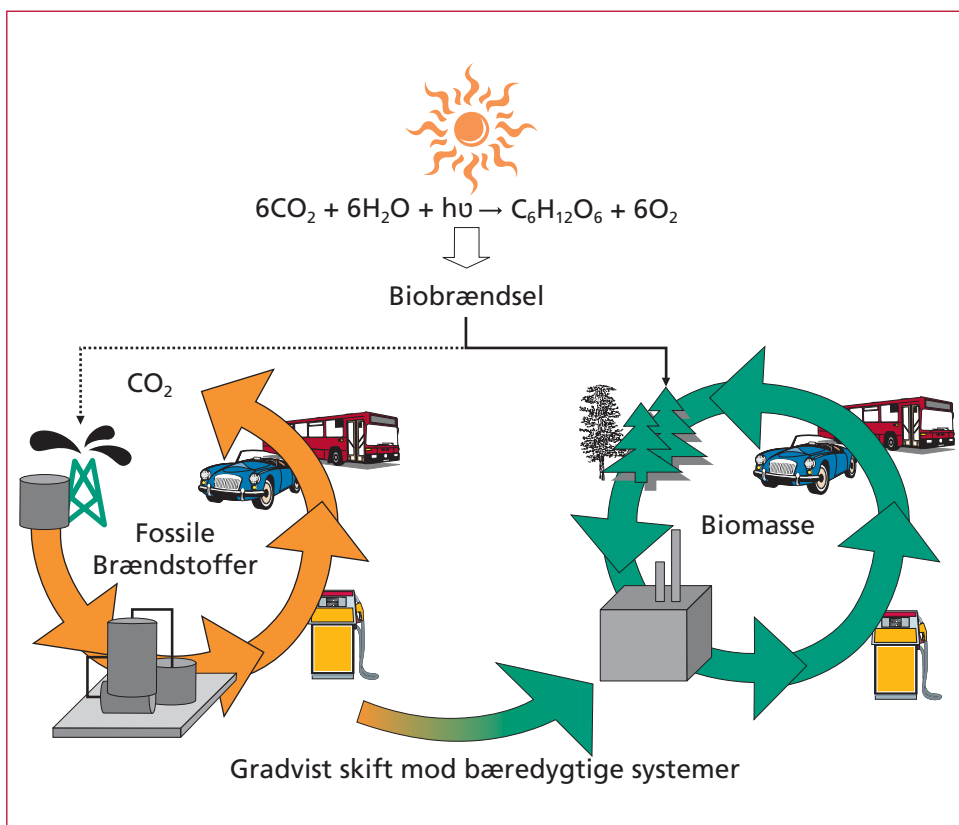 6CO₂ + 6H₂O + hυ → C₆H₁₂O₆ + 6O₂
Biobrændsel
CO₂
Fossile
Brændstoffer
Biomasse
Gradvist skift mod bæredygtige systemer